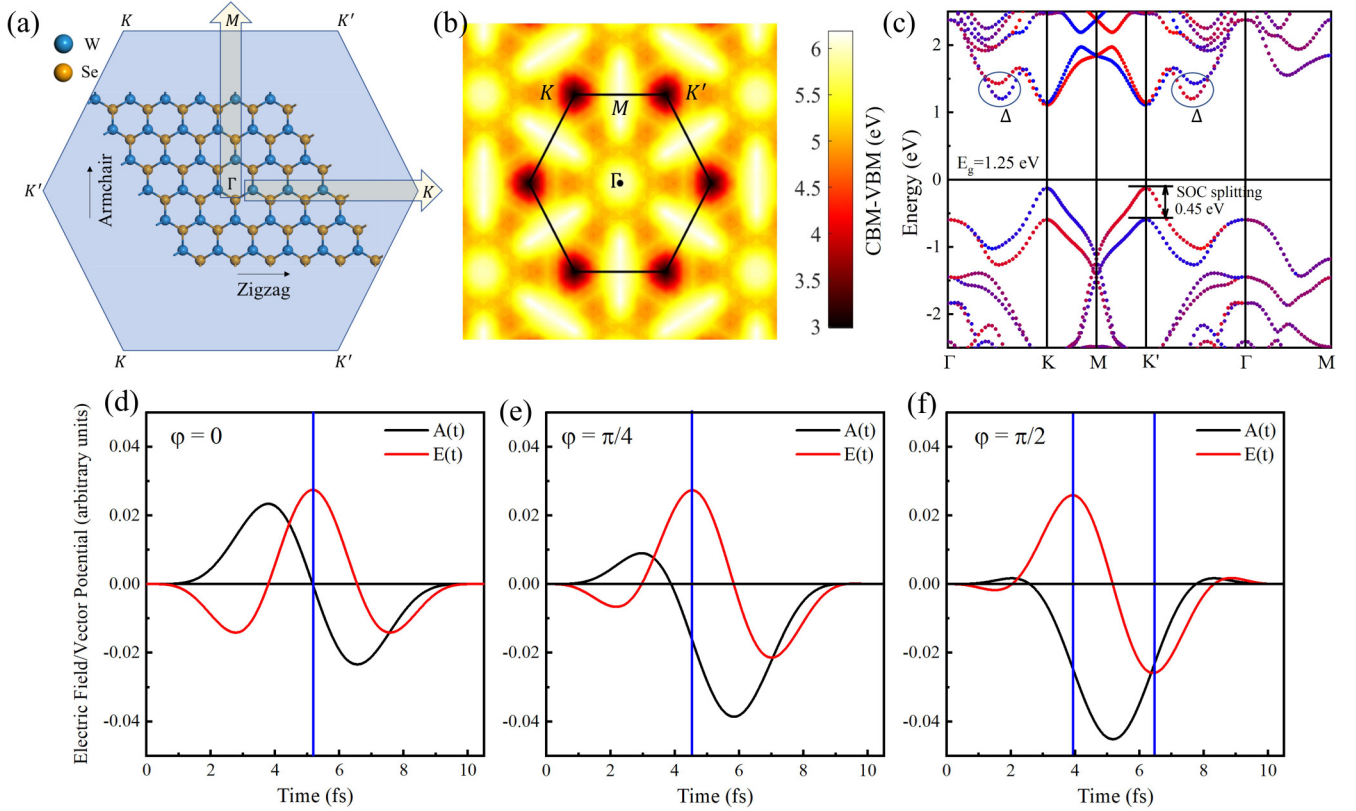 (a)
K
M
K′
W
Se
K′
Armchair
Γ
K
Zigzag
K
K′
(b)
K
K′
M
Γ
6
5.5
5
4.5
4
3.5
3
CBM-VBM (eV)
(c)
Energy (eV)
2
1
0
-1
-2
Δ
Δ
E_g=1.25 eV
SOC splitting
0.45 eV
Γ
K
M
K′
Γ
M
(d)
φ = 0
A(t)
E(t)
Electric Field/Vector Potential (arbitrary units)
0.04
0.02
0.00
-0.02
-0.04
0
2
4
6
8
10
Time (fs)
(e)
φ = π/4
A(t)
E(t)
0.04
0.02
0.00
-0.02
-0.04
0
2
4
6
8
10
Time (fs)
(f)
φ = π/2
A(t)
E(t)
0.04
0.02
0.00
-0.02
-0.04
0
2
4
6
8
10
Time (fs)